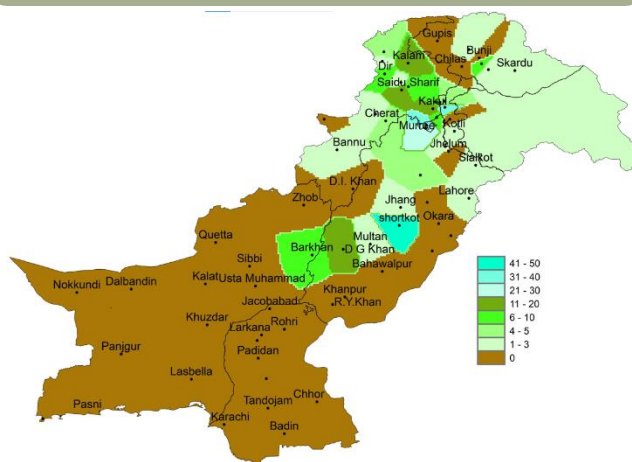 Gupis
Bunji
Kalam
Chilas
Skardu
Dir
Saidu Sharif
Kakul
Cherat
Murree
Kotli
Jhelum
Bannu
Sialkot
D.I. Khan
Zhob
Jhang
Lahore
shortkot
Okara
Quetta
Multan
Barkhan
D.G Khan
Sibbi
Bahawalpur
Kalat
Usta Muhammad
Nokkundi
Dalbandin
Khanpur
Jacobabad
R.Y.Khan
Khuzdar
Larkana
Rohri
Panjgur
Padidan
Lasbella
Pasni
Tandojam
Chhor
Karachi
Badin
41 - 50
31 - 40
21 - 30
11 - 20
6 - 10
4 - 5
1 - 3
0